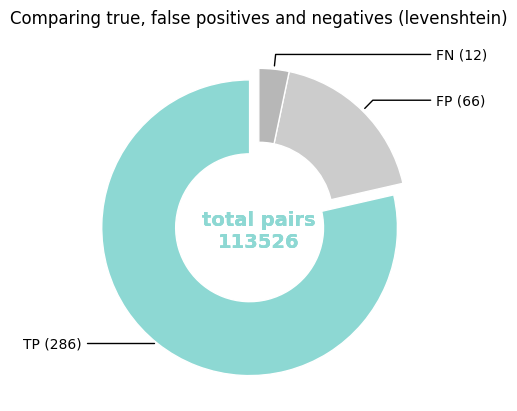 Comparing true, false positives and negatives (levenshtein)
FN (12)
FP (66)
total pairs
113526
TP (286)